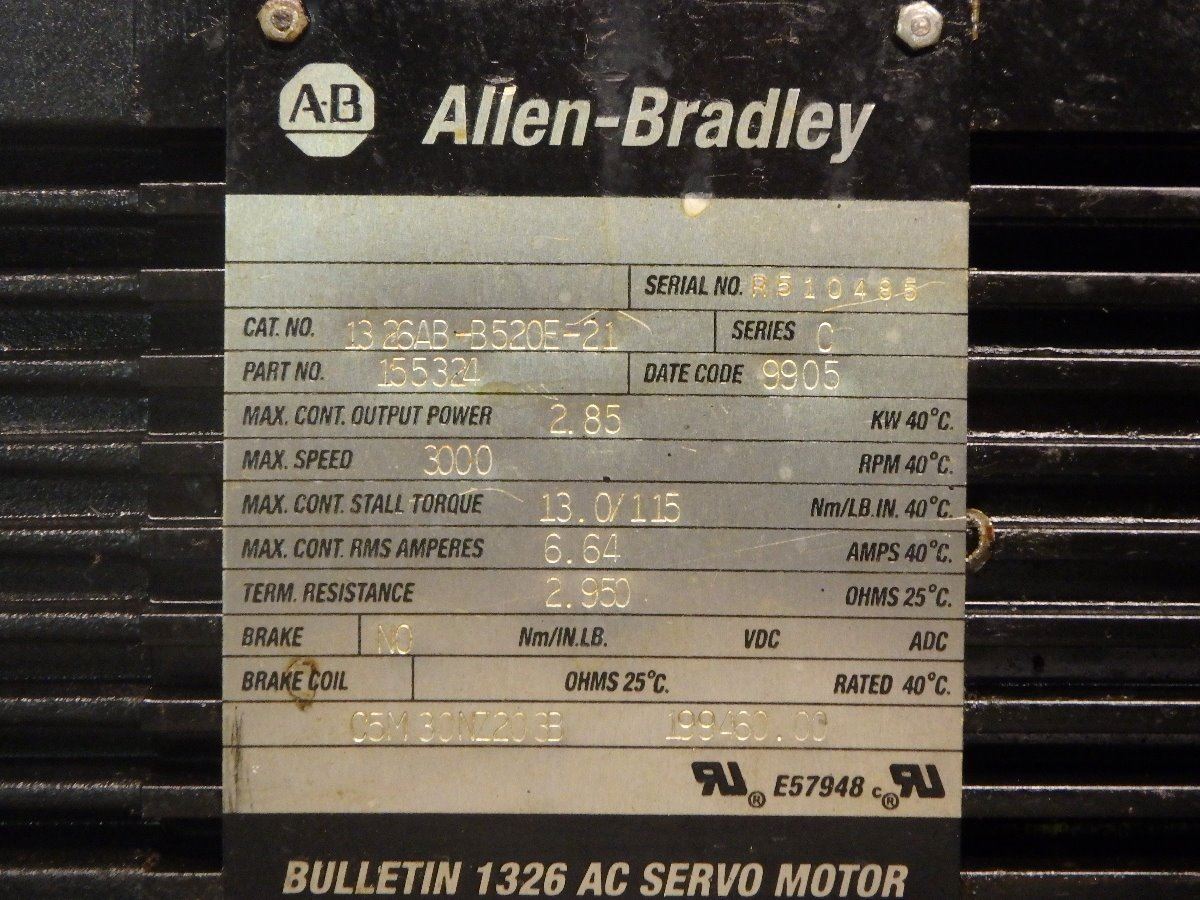 A-B Allen-Bradley
SERIAL NO. R510485
CAT. NO. 1326AB-B520E-21 SERIES C
PART NO. 155324 DATE CODE 9905
MAX. CONT. OUTPUT POWER 2.85 KW 40°C.
MAX. SPEED 3000 RPM 40°C.
MAX. CONT. STALL TORQUE 13.0/115 Nm/LB.IN. 40°C.
MAX. CONT. RMS AMPERES 6.64 AMPS 40°C.
TERM. RESISTANCE 2.950 OHMS 25°C.
BRAKE NO Nm/IN.LB. VDC ADC
BRAKE COIL OHMS 25°C. RATED 40°C.
C5M30NZ203B 199460.00
RU® E57948 cRU®
BULLETIN 1326 AC SERVO MOTOR